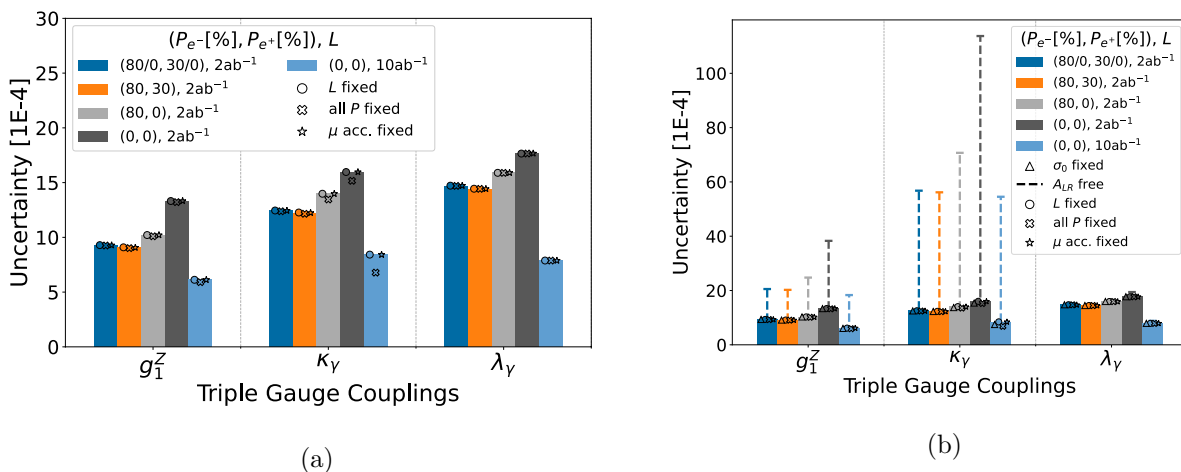 30
25
20
15
10
5
0
Uncertainty [1E-4]
(P_e−[%], P_e+[%]), L
(80/0, 30/0), 2ab⁻¹
(80, 30), 2ab⁻¹
(80, 0), 2ab⁻¹
(0, 0), 2ab⁻¹
(0, 0), 10ab⁻¹
L fixed
all P fixed
μ acc. fixed
g₁ᶻ
κ_γ
λ_γ
Triple Gauge Couplings
(a)
100
80
60
40
20
0
Uncertainty [1E-4]
(P_e−[%], P_e+[%]), L
(80/0, 30/0), 2ab⁻¹
(80, 30), 2ab⁻¹
(80, 0), 2ab⁻¹
(0, 0), 2ab⁻¹
(0, 0), 10ab⁻¹
σ₀ fixed
A_LR free
L fixed
all P fixed
μ acc. fixed
g₁ᶻ
κ_γ
λ_γ
Triple Gauge Couplings
(b)